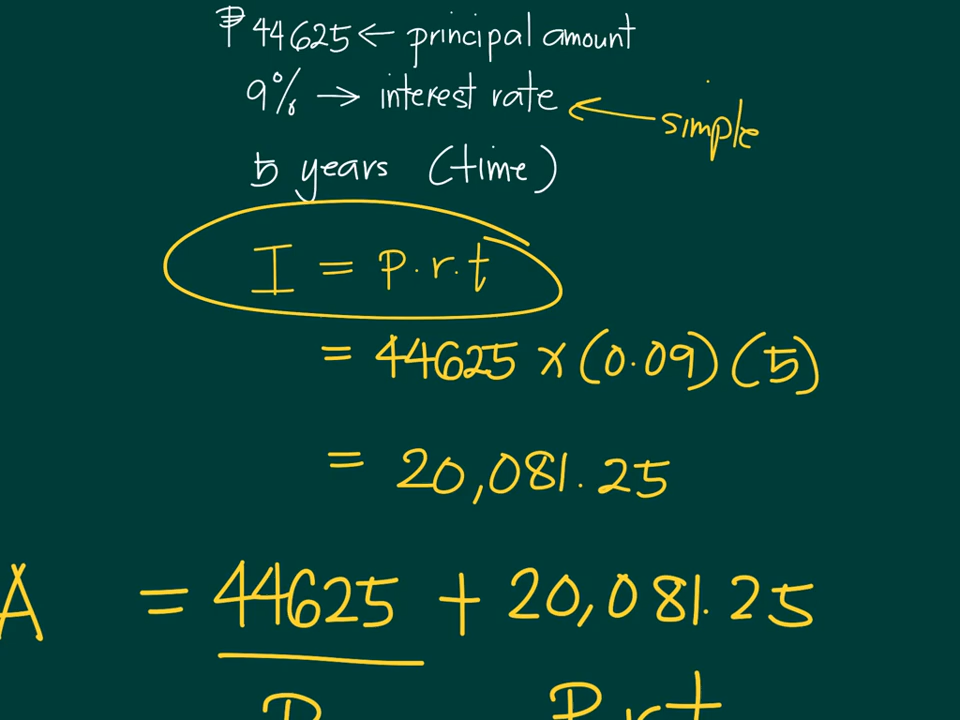 ₱44625 ← principal amount
9% → interest rate ← simple
5 years (time)
I = P.r.t
= 44625 × (0.09)(5)
= 20,081.25
A = 44625 + 20,081.25
P P r t